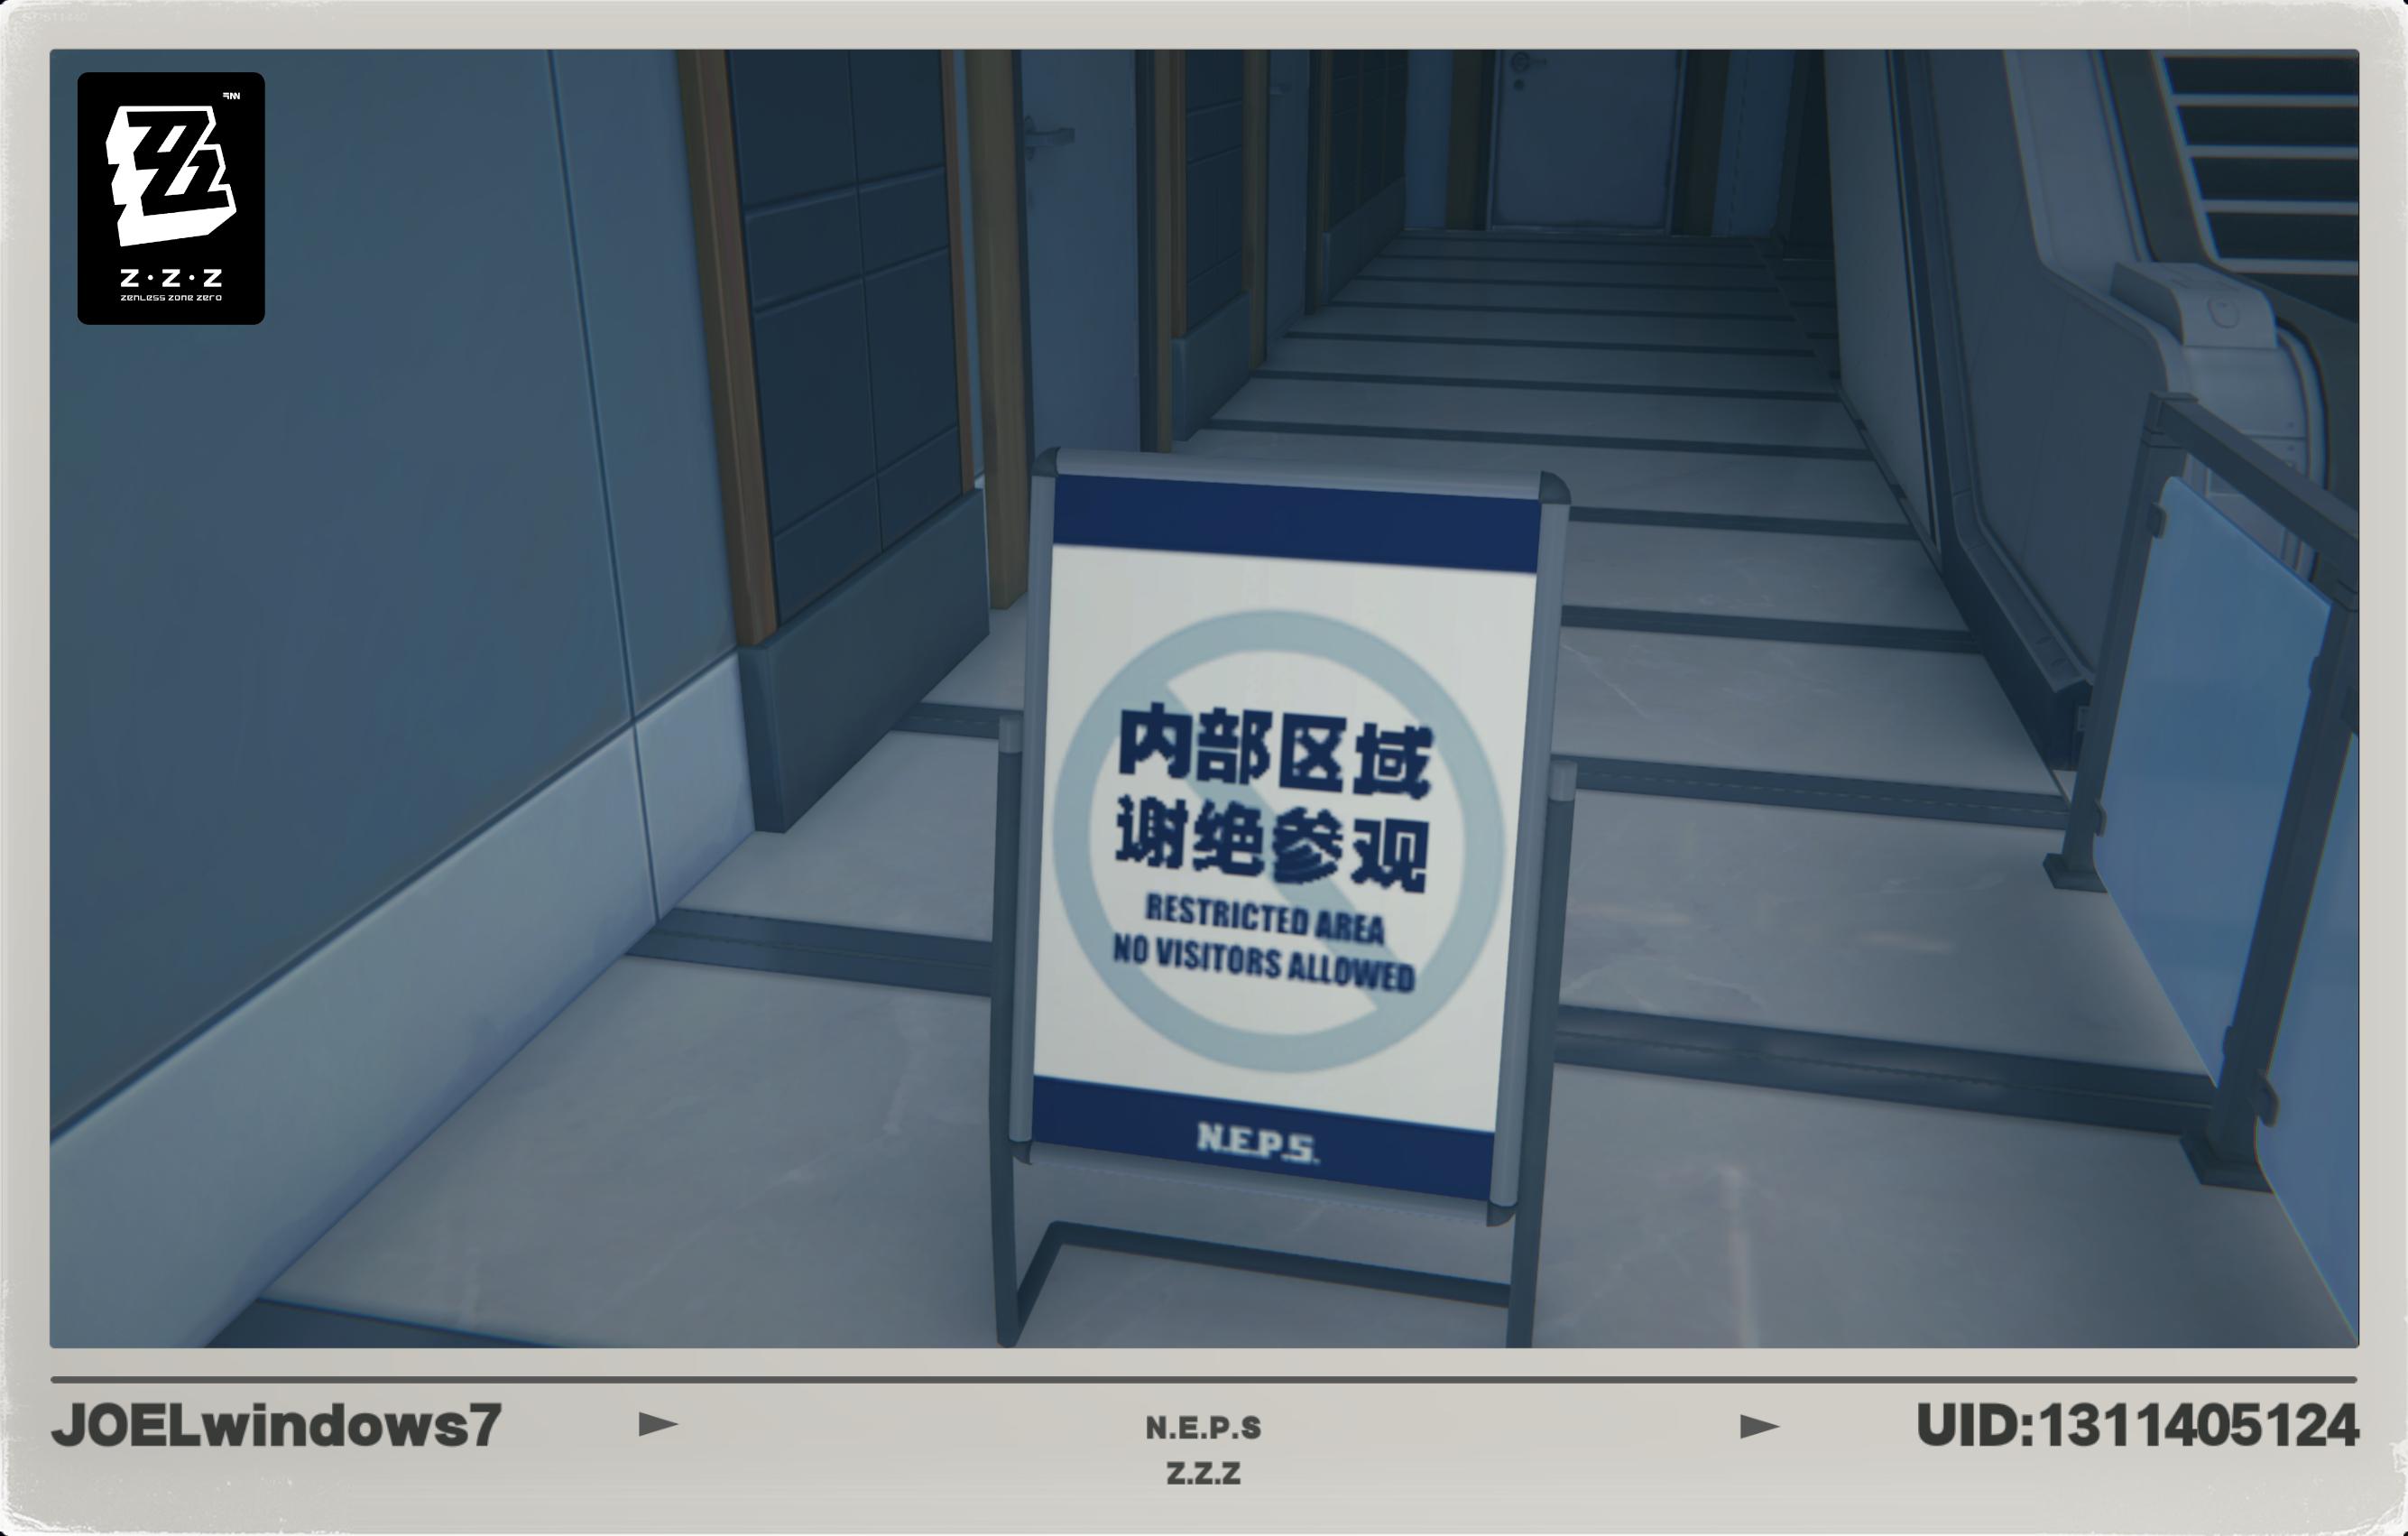 Z·Z·Z
zenless zone zero
内部区域
谢绝参观
RESTRICTED AREA
NO VISITORS ALLOWED
N.E.P.S.
JOELwindows7
N.E.P.S
Z.Z.Z
UID:1311405124